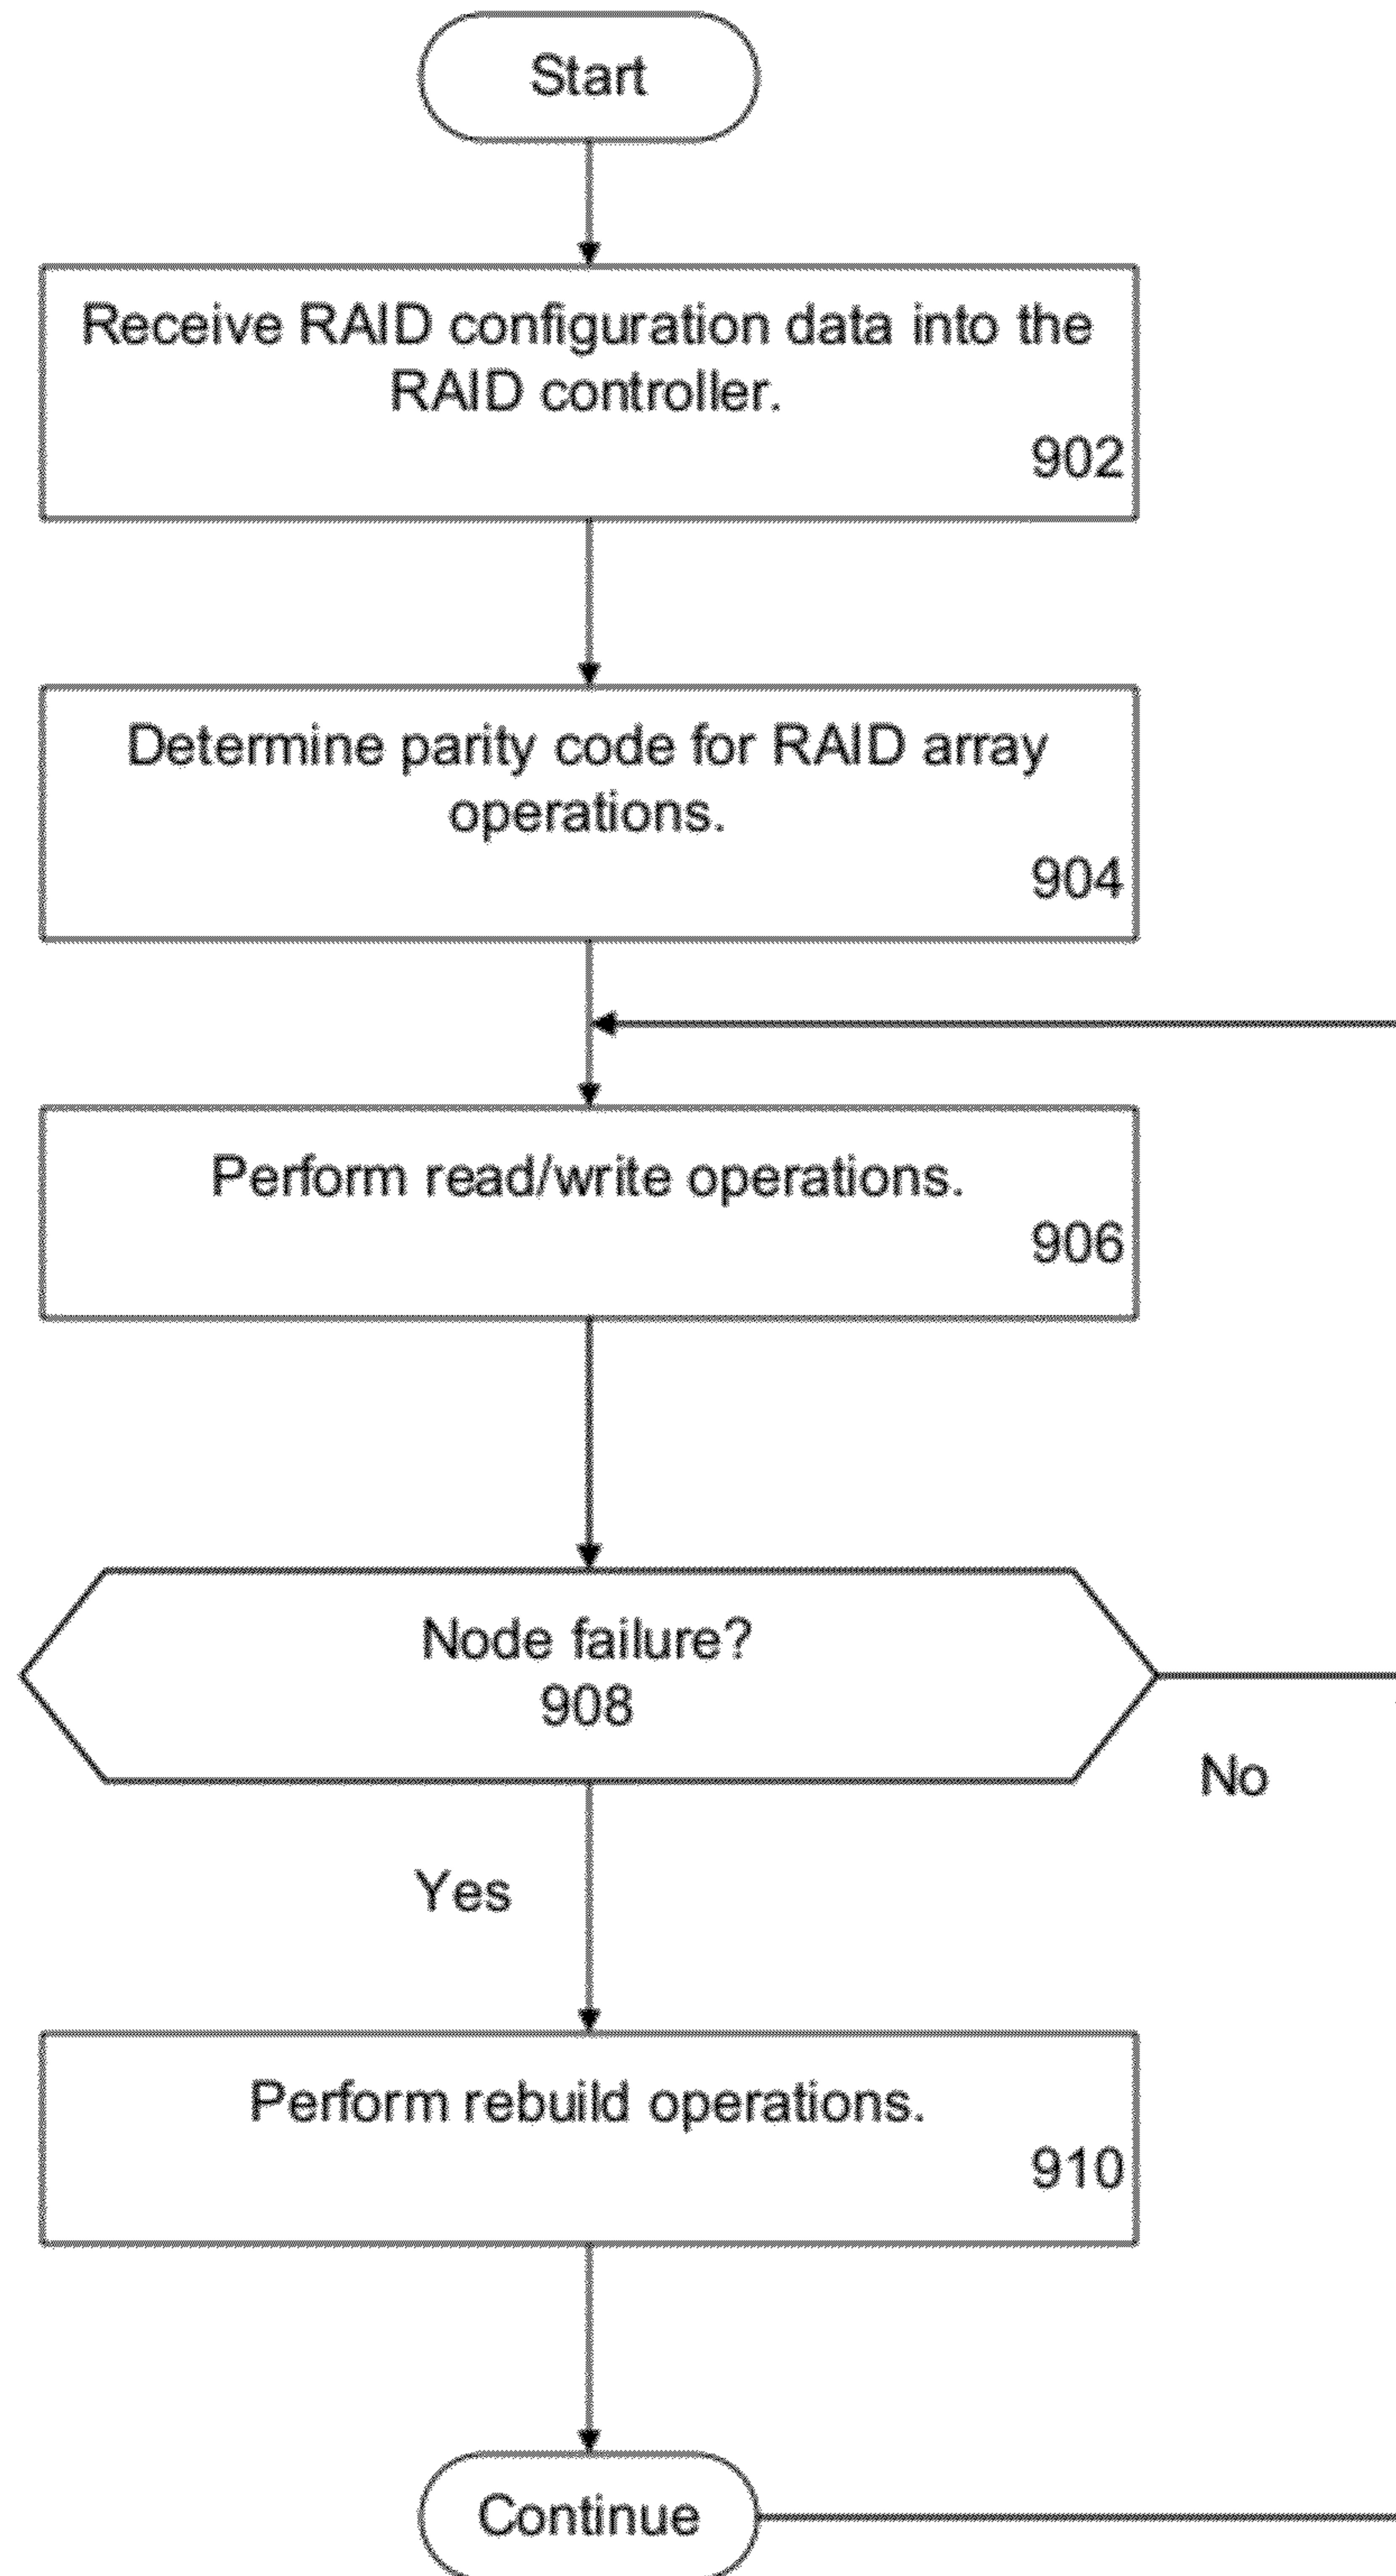 Start
Receive RAID configuration data into the
RAID controller.
902
Determine parity code for RAID array
operations.
904
Perform read/write operations.
906
Node failure?
908
No
Yes
Perform rebuild operations.
910
Continue